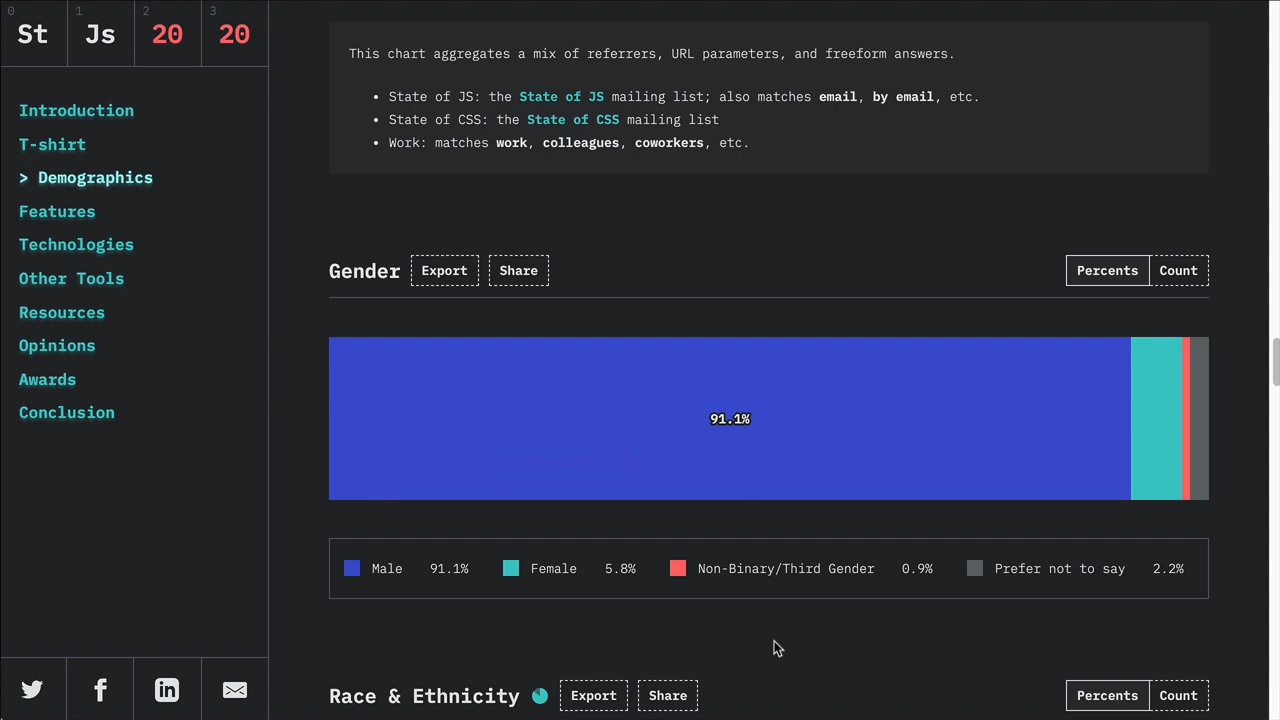 0 1 2 3
St Js 20 20
Introduction
T-shirt
> Demographics
Features
Technologies
Other Tools
Resources
Opinions
Awards
Conclusion
This chart aggregates a mix of referrers, URL parameters, and freeform answers.
• State of JS: the State of JS mailing list; also matches email, by email, etc.
• State of CSS: the State of CSS mailing list
• Work: matches work, colleagues, coworkers, etc.
Gender Export Share Percents Count
91.1%
Male 91.1% Female 5.8% Non-Binary/Third Gender 0.9% Prefer not to say 2.2%
Race & Ethnicity Export Share Percents Count